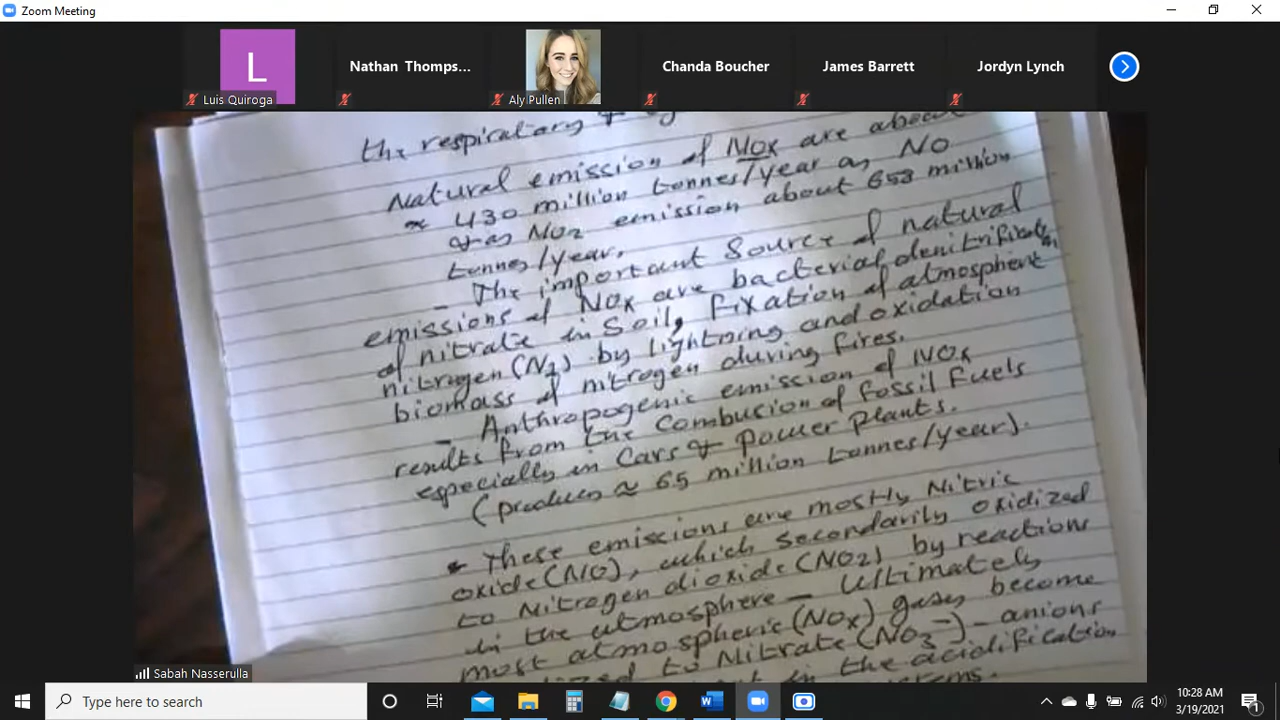 Zoom Meeting
L
Luis Quiroga
Nathan Thomps...
Aly Pullen
Chanda Boucher
James Barrett
Jordyn Lynch
the respiratory &
Natural emission of NOx are about
≈ 430 million tonnes/year as NO
& as NO2 emission about 653 million
tonnes/year.
- The important source of natural
emissions of NOx are bacterial denitrification
of nitrate in Soil, fixation of atmospheric
nitrogen (N2) by lightning and oxidation
biomass of nitrogen during fires.
- Anthropogenic emission of NOx
results from the Combusion of fossil fuels
especially in Cars & power plants.
(produces ≈ 65 million tonnes/year).
* These emissions are mostly Nitric
oxide (NO), which secondarily oxidized
to Nitrogen dioxide (NO2) by reactions
in the atmosphere - ultimately
most atmospheric (NOx) gases become
to Nitrate (NO3-) - anions
in the acidification
Sabah Nasserulla
Type here to search
10:28 AM
3/19/2021
1